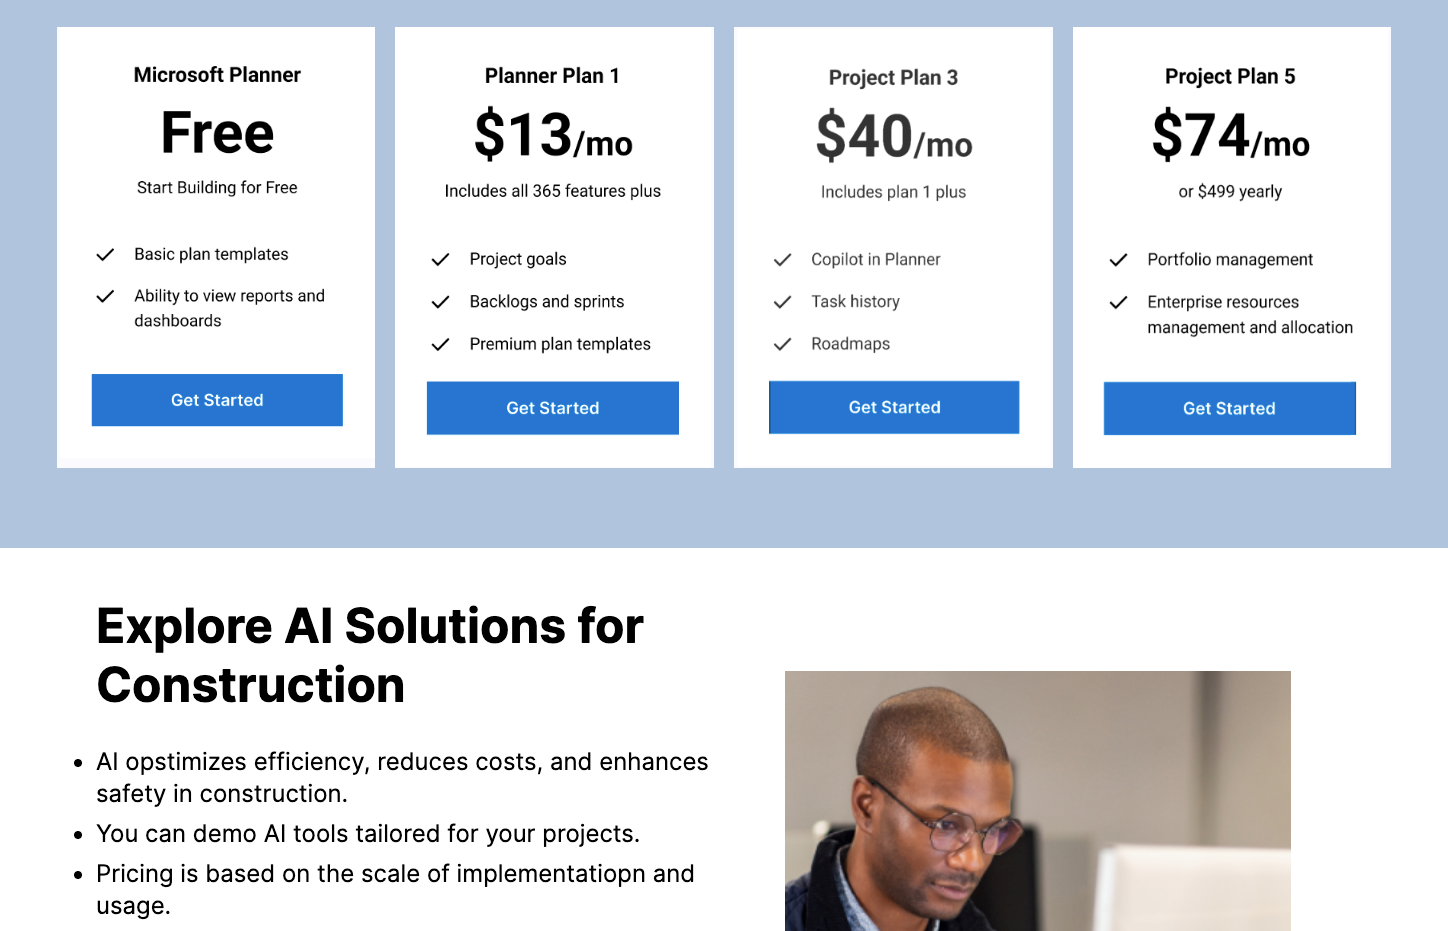 Microsoft Planner
Free
Start Building for Free
Basic plan templates
Ability to view reports and
dashboards
Get Started
Planner Plan 1
$13/mo
Includes all 365 features plus
Project goals
Backlogs and sprints
Premium plan templates
Get Started
Project Plan 3
$40/mo
Includes plan 1 plus
Copilot in Planner
Task history
Roadmaps
Get Started
Project Plan 5
$74/mo
or $499 yearly
Portfolio management
Enterprise resources
management and allocation
Get Started
Explore AI Solutions for
Construction
AI opstimizes efficiency, reduces costs, and enhances
safety in construction.
You can demo AI tools tailored for your projects.
Pricing is based on the scale of implementatiopn and
usage.